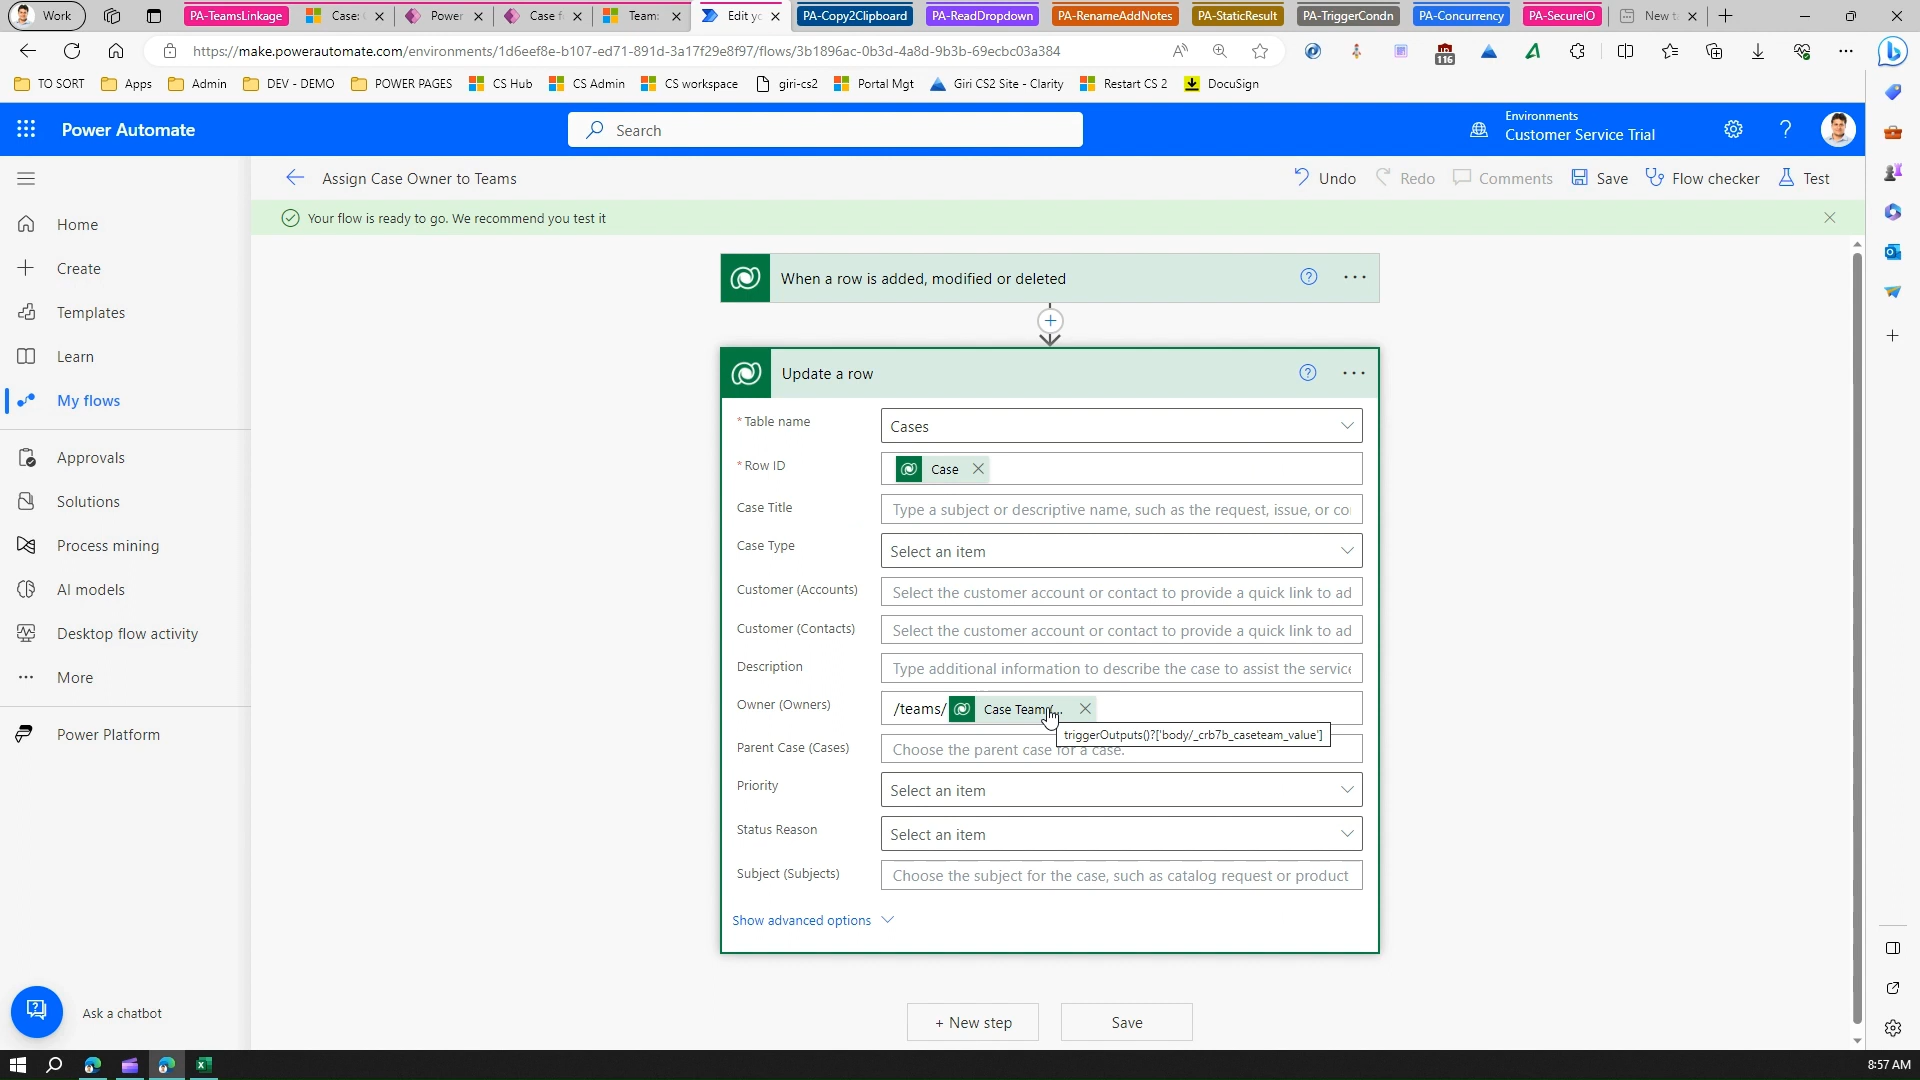 Work
PA-TeamsLinkage
Case:
Power
Case f
Team:
Edit yo
PA-Copy2Clipboard
PA-ReadDropdown
PA-RenameAddNotes
PA-StaticResult
PA-TriggerCondn
PA-Concurrency
PA-SecureIO
New t
https://make.powerautomate.com/environments/1d6eef8e-b107-ed71-891d-3a17f29e8f97/flows/3b1896ac-0b3d-4a8d-9b3b-69ecbc03a384
116
TO SORT
Apps
Admin
DEV - DEMO
POWER PAGES
CS Hub
CS Admin
CS workspace
giri-cs2
Portal Mgt
Giri CS2 Site - Clarity
Restart CS 2
DocuSign
Power Automate
Search
Environments
Customer Service Trial
Assign Case Owner to Teams
Undo
Redo
Comments
Save
Flow checker
Test
Your flow is ready to go. We recommend you test it
Home
Create
Templates
Learn
My flows
Approvals
Solutions
Process mining
AI models
Desktop flow activity
More
Power Platform
Ask a chatbot
When a row is added, modified or deleted
Update a row
* Table name
Cases
* Row ID
Case
Case Title
Type a subject or descriptive name, such as the request, issue, or co
Case Type
Select an item
Customer (Accounts)
Select the customer account or contact to provide a quick link to ad
Customer (Contacts)
Select the customer account or contact to provide a quick link to ad
Description
Type additional information to describe the case to assist the service
Owner (Owners)
/teams/ Case Team (...
triggerOutputs()?['body/_crb7b_caseteam_value']
Parent Case (Cases)
Choose the parent case for a case.
Priority
Select an item
Status Reason
Select an item
Subject (Subjects)
Choose the subject for the case, such as catalog request or product
Show advanced options
+ New step
Save
8:57 AM